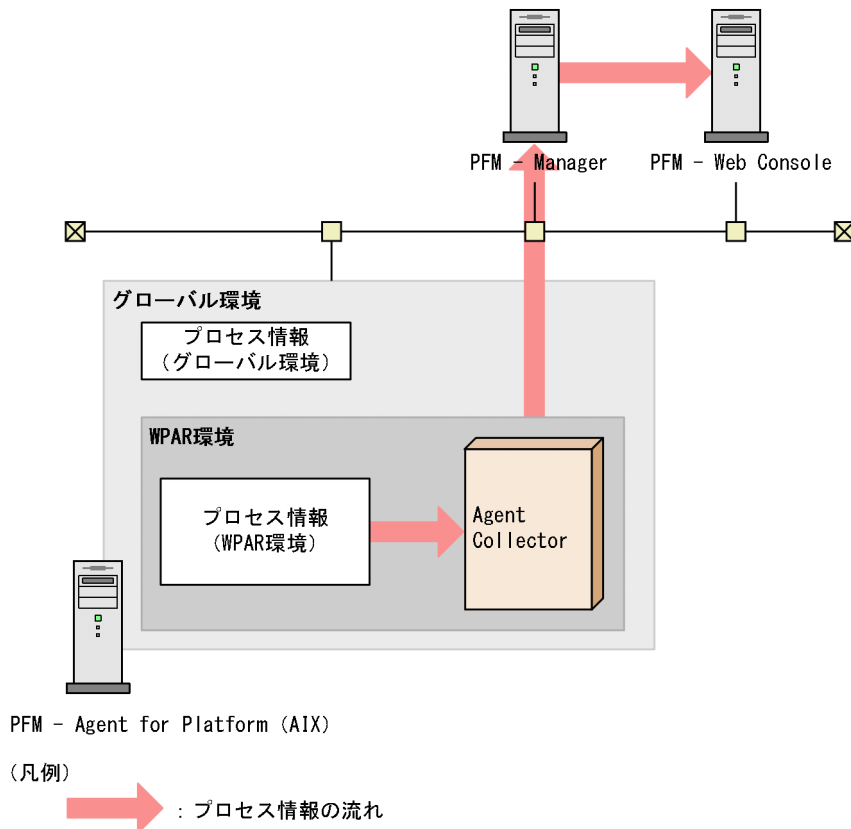 PFM - Manager
PFM - Web Console
グローバル環境
プロセス情報
(グローバル環境)
WPAR環境
プロセス情報
(WPAR環境)
Agent
Collector
PFM - Agent for Platform (AIX)
(凡例)
: プロセス情報の流れ